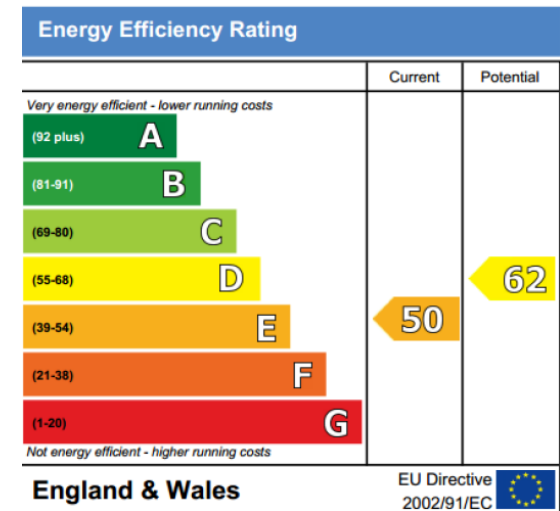 Energy Efficiency Rating
Current Potential
Very energy efficient - lower running costs
(92 plus) A
(81-91) B
(69-80) C
(55-68) D 62
(39-54) E 50
(21-38) F
(1-20) G
Not energy efficient - higher running costs
England & Wales
EU Directive
2002/91/EC